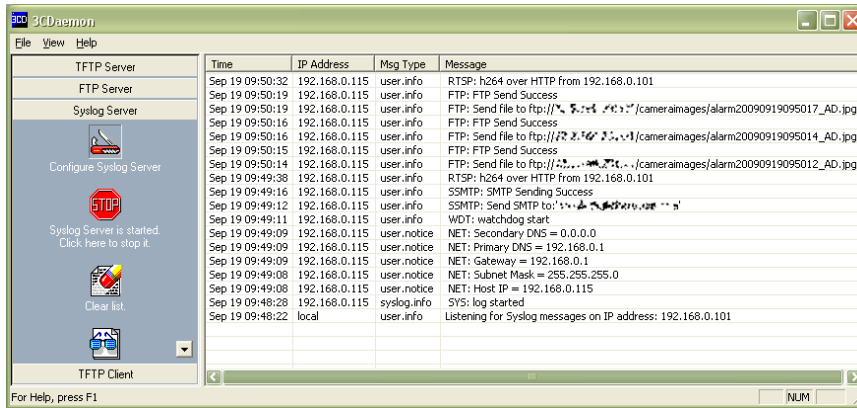 3CD 3CDaemon
File View Help
TFTP Server
FTP Server
Syslog Server
Configure Syslog Server
STOP
Syslog Server is started.
Click here to stop it.
Clear list.
TFTP Client
Time IP Address Msg Type Message
Sep 19 09:50:32 192.168.0.115 user.info RTSP: h264 over HTTP from 192.168.0.101
Sep 19 09:50:19 192.168.0.115 user.info FTP: FTP Send Success
Sep 19 09:50:19 192.168.0.115 user.info FTP: Send file to ftp:// /cameraimages/alarm20090919095017_AD.jpg
Sep 19 09:50:16 192.168.0.115 user.info FTP: FTP Send Success
Sep 19 09:50:16 192.168.0.115 user.info FTP: Send file to ftp:// /cameraimages/alarm20090919095014_AD.jpg
Sep 19 09:50:15 192.168.0.115 user.info FTP: FTP Send Success
Sep 19 09:50:14 192.168.0.115 user.info FTP: Send file to ftp:// /cameraimages/alarm20090919095012_AD.jpg
Sep 19 09:49:38 192.168.0.115 user.info RTSP: h264 over HTTP from 192.168.0.101
Sep 19 09:49:16 192.168.0.115 user.info SSMTP: SMTP Sending Success
Sep 19 09:49:12 192.168.0.115 user.info SSMTP: Send SMTP to:' '
Sep 19 09:49:11 192.168.0.115 user.info WDT: watchdog start
Sep 19 09:49:09 192.168.0.115 user.notice NET: Secondary DNS = 0.0.0.0
Sep 19 09:49:09 192.168.0.115 user.notice NET: Primary DNS = 192.168.0.1
Sep 19 09:49:09 192.168.0.115 user.notice NET: Gateway = 192.168.0.1
Sep 19 09:49:08 192.168.0.115 user.notice NET: Subnet Mask = 255.255.255.0
Sep 19 09:49:08 192.168.0.115 user.notice NET: Host IP = 192.168.0.115
Sep 19 09:48:28 192.168.0.115 syslog.info SYS: log started
Sep 19 09:48:22 local user.info Listening for Syslog messages on IP address: 192.168.0.101
For Help, press F1 NUM